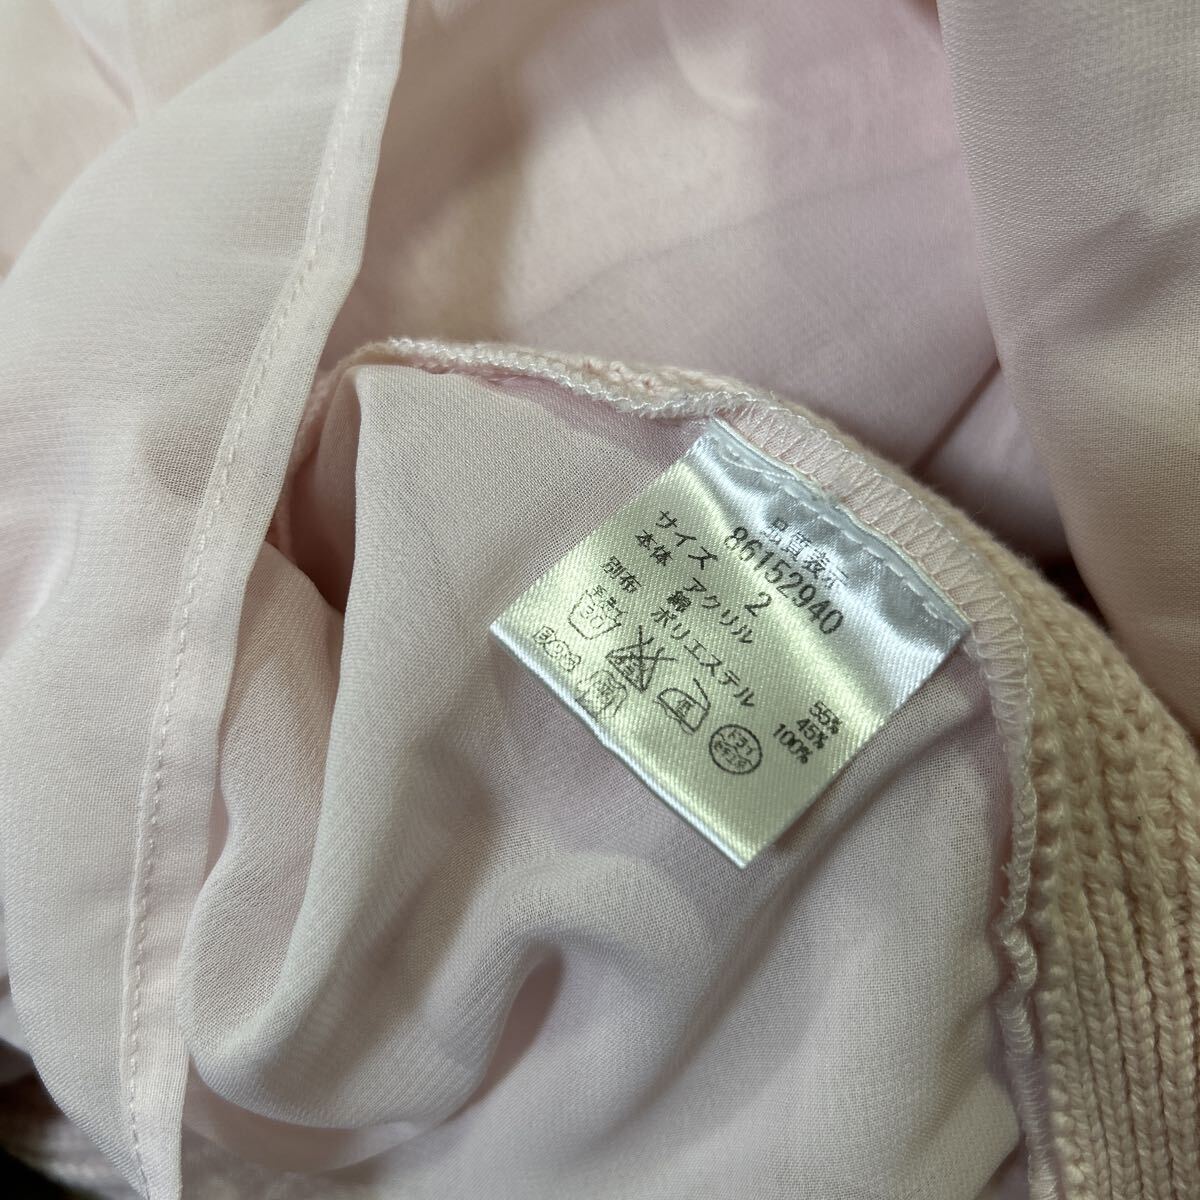 品質表示
86152940
サイズ 2
本体 アクリル 55%
綿 45%
別布 ポリエステル 100%